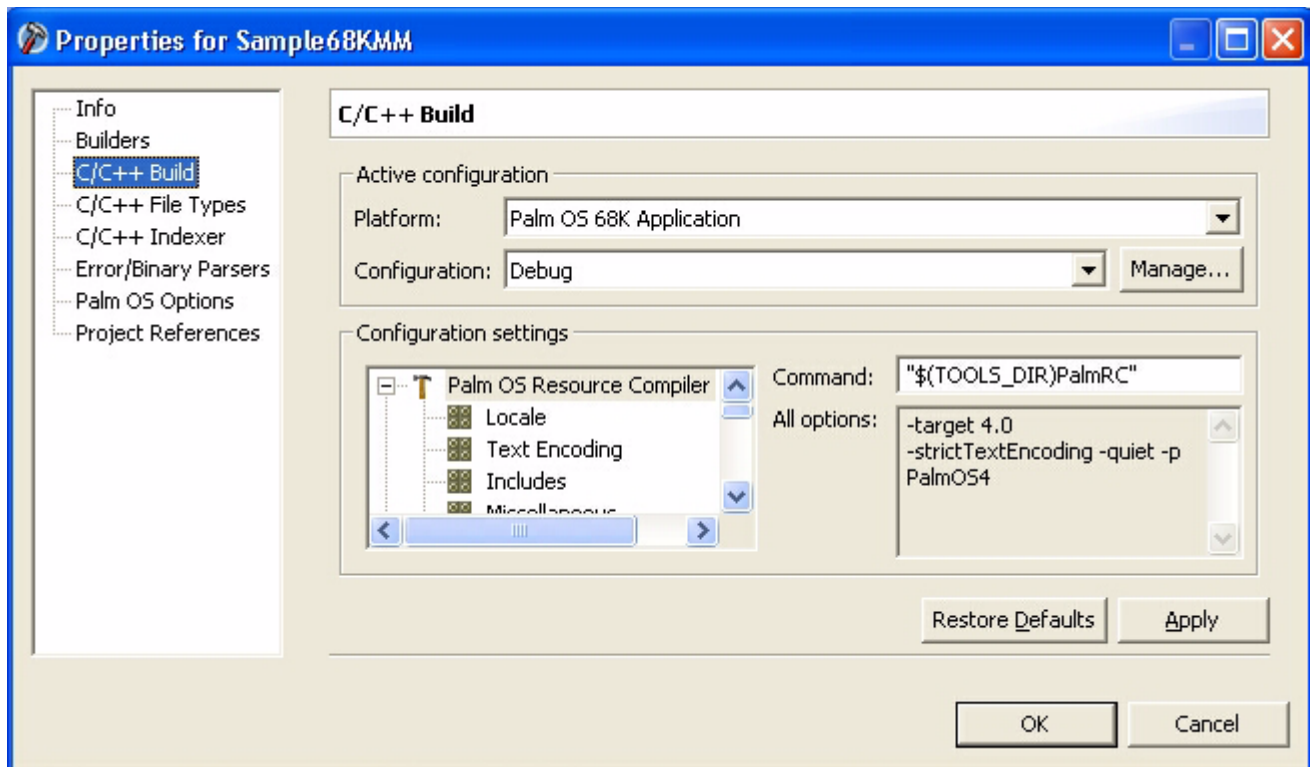 Properties for Sample68KMM
Info
Builders
C/C++ Build
C/C++ File Types
C/C++ Indexer
Error/Binary Parsers
Palm OS Options
Project References
C/C++ Build
Active configuration
Platform:
Palm OS 68K Application
Configuration:
Debug
Manage...
Configuration settings
Palm OS Resource Compiler
Locale
Text Encoding
Includes
Miscellaneous
Command:
"$(TOOLS_DIR)PalmRC"
All options:
-target 4.0
-strictTextEncoding -quiet -p
PalmOS4
Restore Defaults
Apply
OK
Cancel